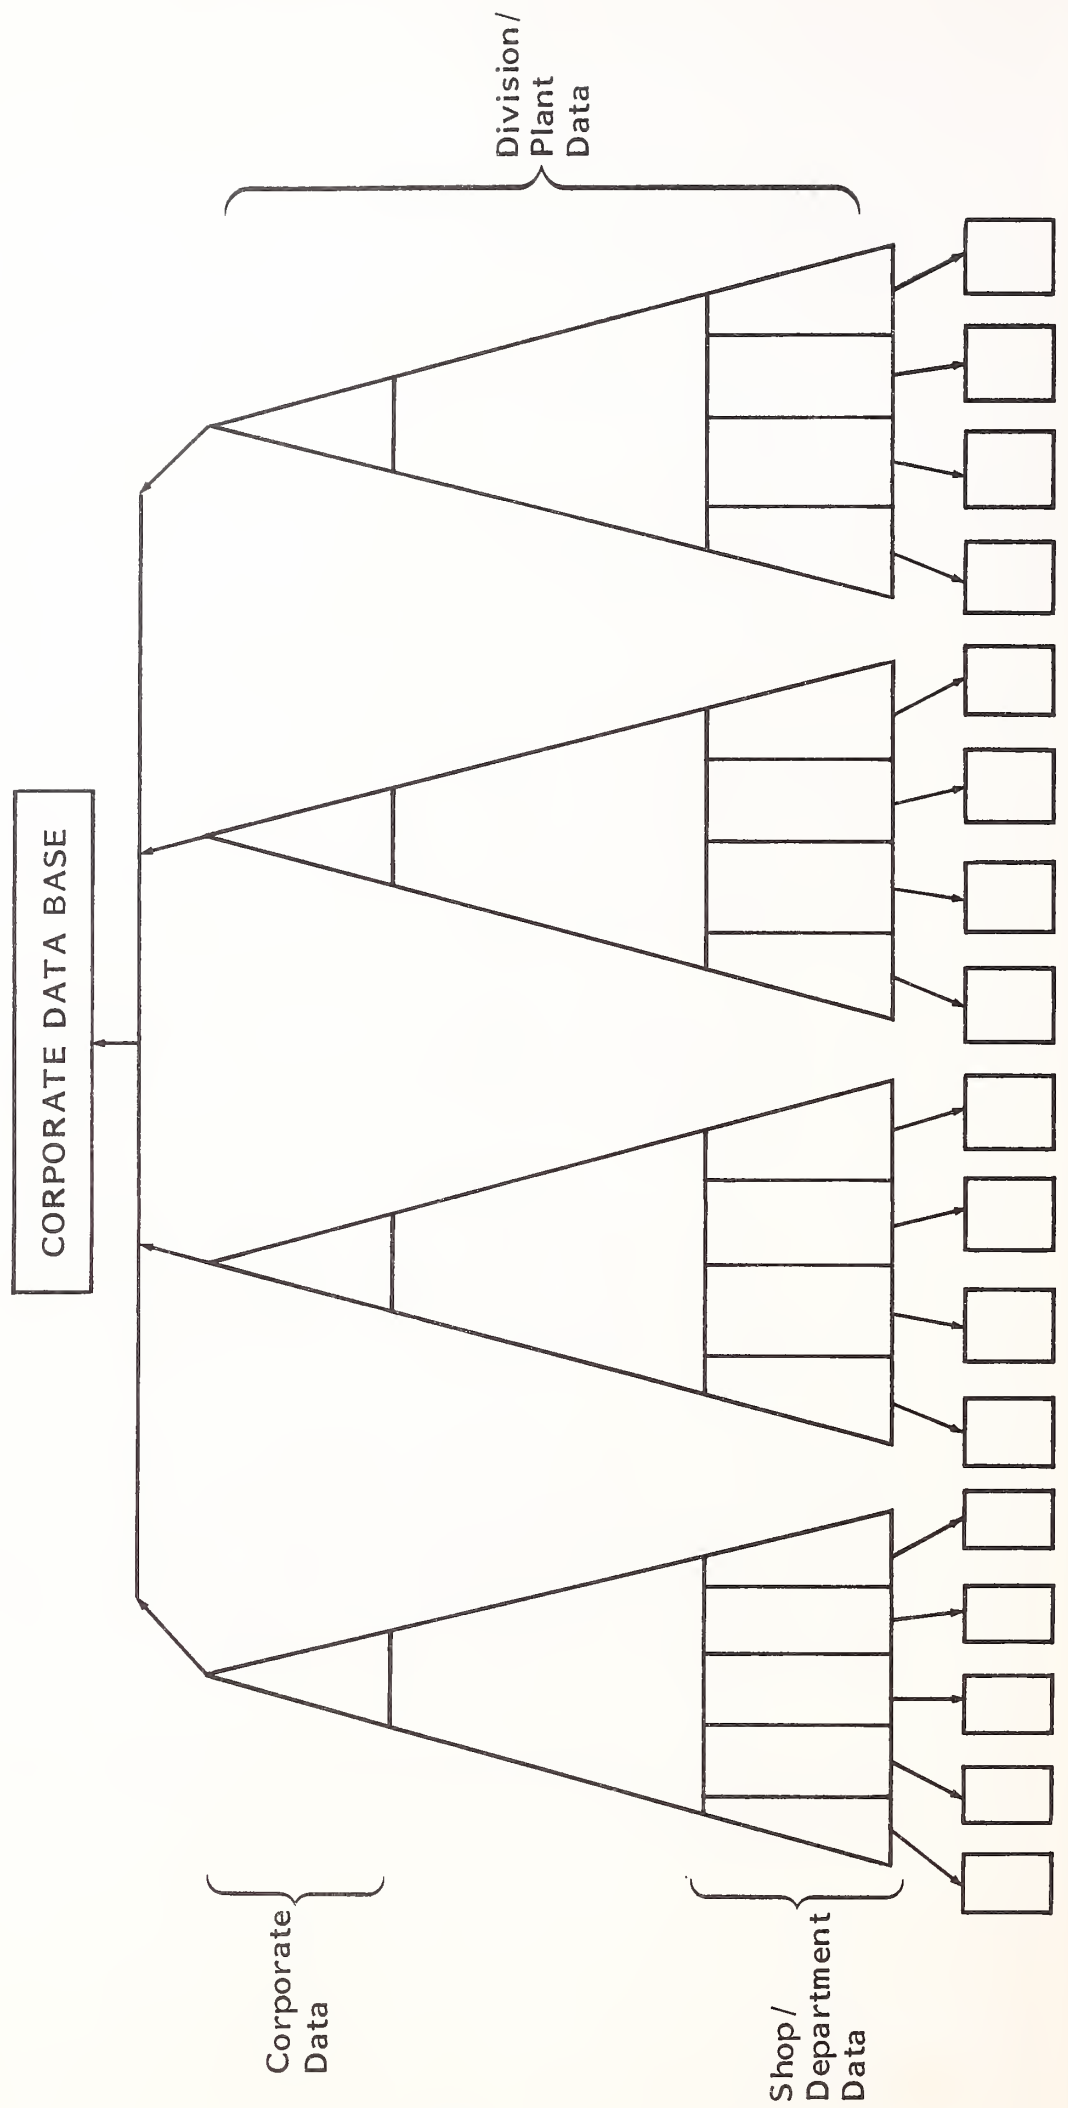 CORPORATE DATA BASE
Corporate
Data
Division/
Plant
Data
Shop/
Department
Data